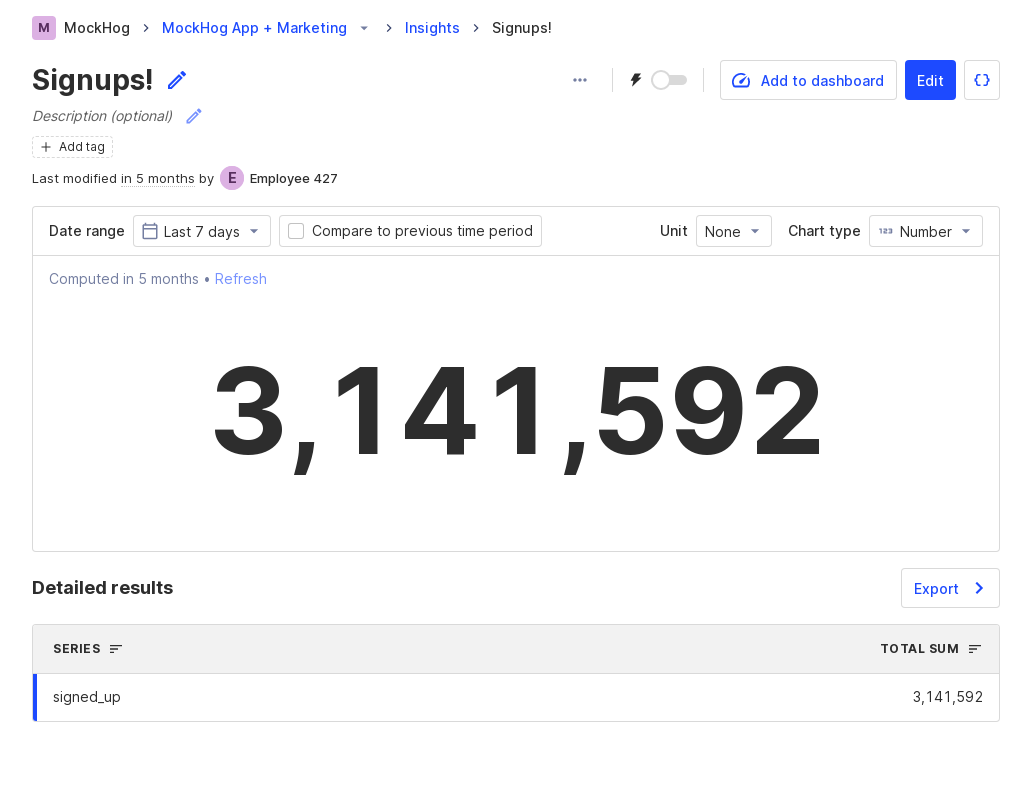 M MockHog MockHog App + Marketing Insights Signups!
Signups!
Add to dashboard Edit
Description (optional)
Add tag
Last modified in 5 months by E Employee 427
Date range Last 7 days Compare to previous time period Unit None Chart type 123 Number
Computed in 5 months • Refresh
3,141,592
Detailed results
Export
SERIES TOTAL SUM
signed_up 3,141,592